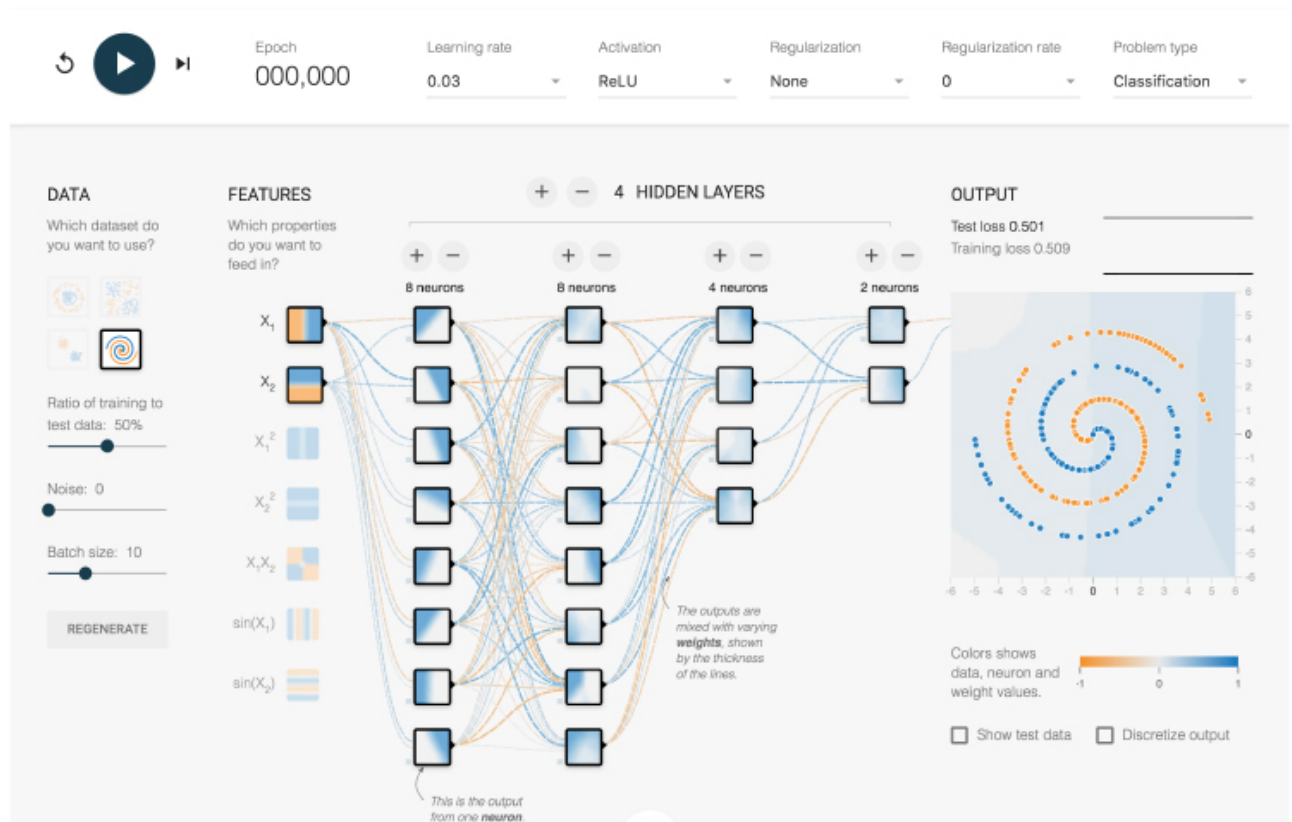 Epoch
000,000
Learning rate
0.03
Activation
ReLU
Regularization
None
Regularization rate
0
Problem type
Classification
DATA
Which dataset do
you want to use?
Ratio of training to
test data: 50%
Noise: 0
Batch size: 10
REGENERATE
FEATURES
Which properties
do you want to
feed in?
X₁
X₂
X₁²
X₂²
X₁X₂
sin(X₁)
sin(X₂)
+ − 4 HIDDEN LAYERS
+ −
8 neurons
+ −
8 neurons
+ −
4 neurons
+ −
2 neurons
The outputs are
mixed with varying
weights, shown
by the thickness
of the lines.
This is the output
from one neuron.
OUTPUT
Test loss 0.501
Training loss 0.509
6
5
4
3
2
1
0
-1
-2
-3
-4
-5
-6
-6 -5 -4 -3 -2 -1 0 1 2 3 4 5 6
Colors shows
data, neuron and
weight values.
-1 0 1
Show test data
Discretize output